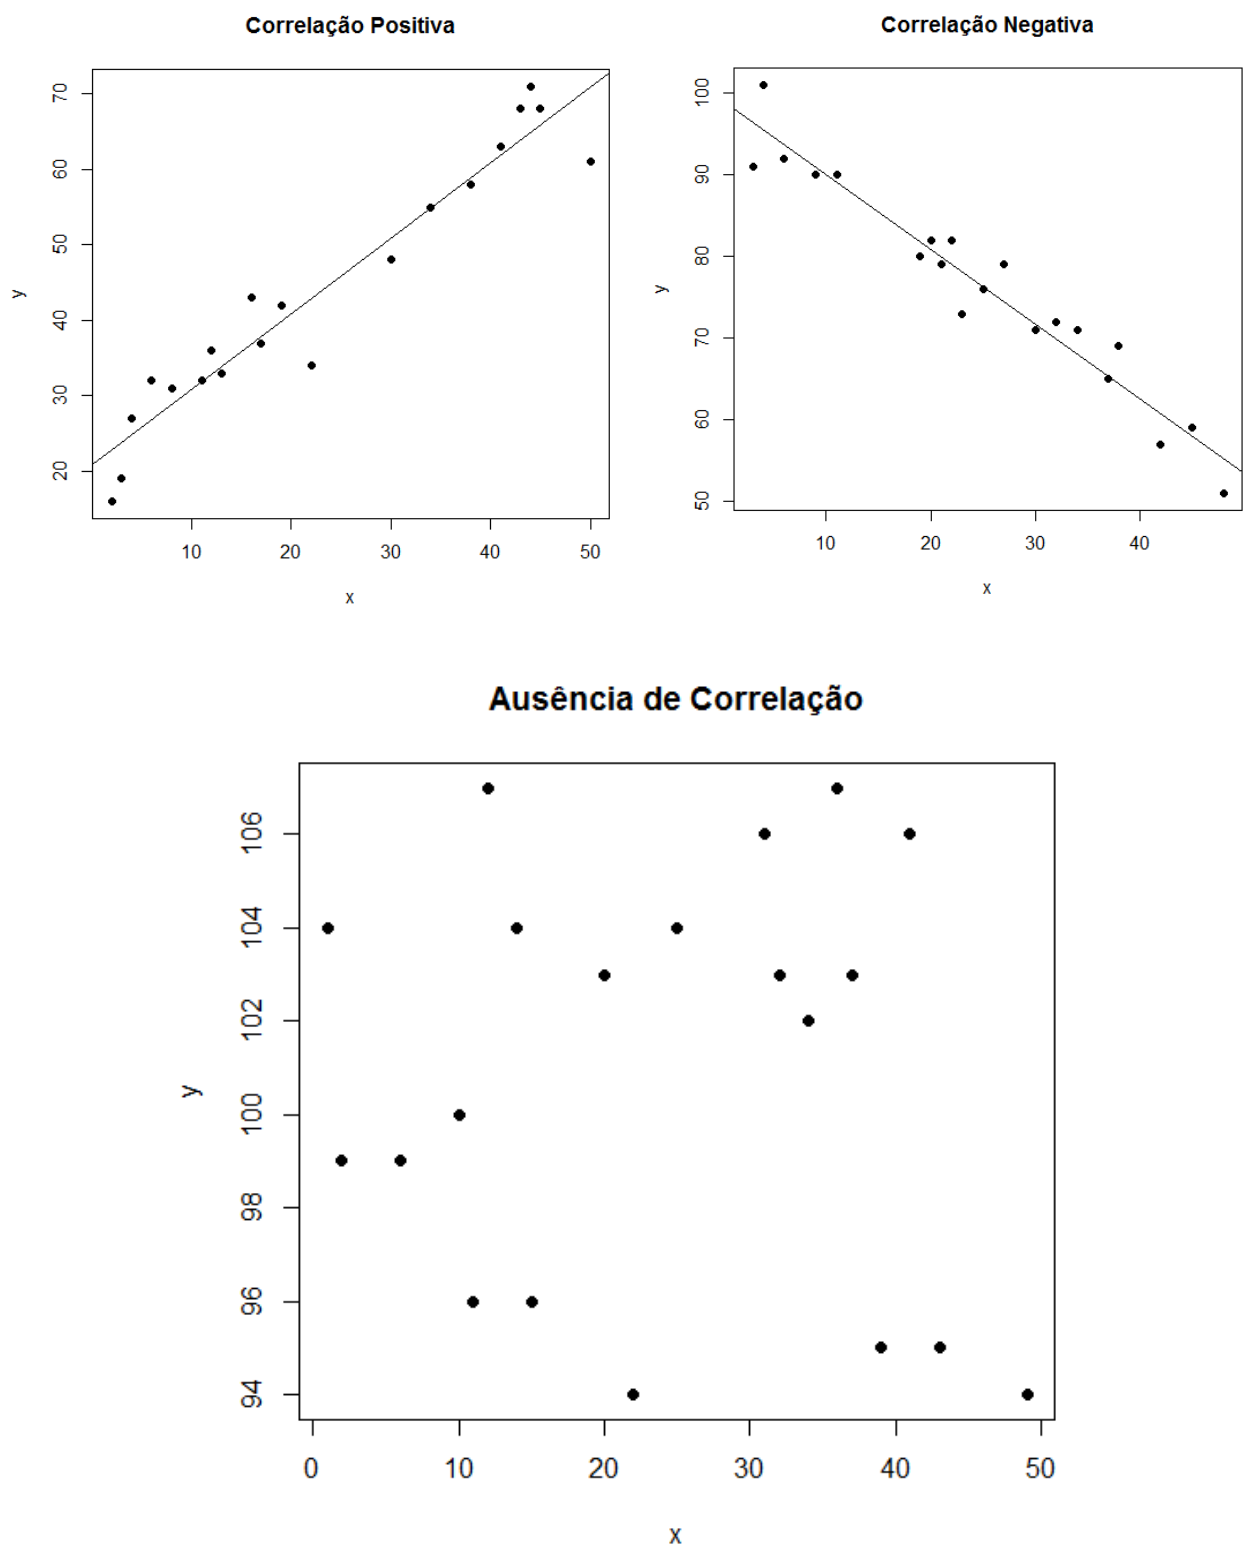 Correlação Positiva
70
60
50
40
30
20
y
10 20 30 40 50
x
Correlação Negativa
100
90
80
70
60
50
y
10 20 30 40
x
Ausência de Correlação
106
104
102
100
98
96
94
y
0 10 20 30 40 50
x